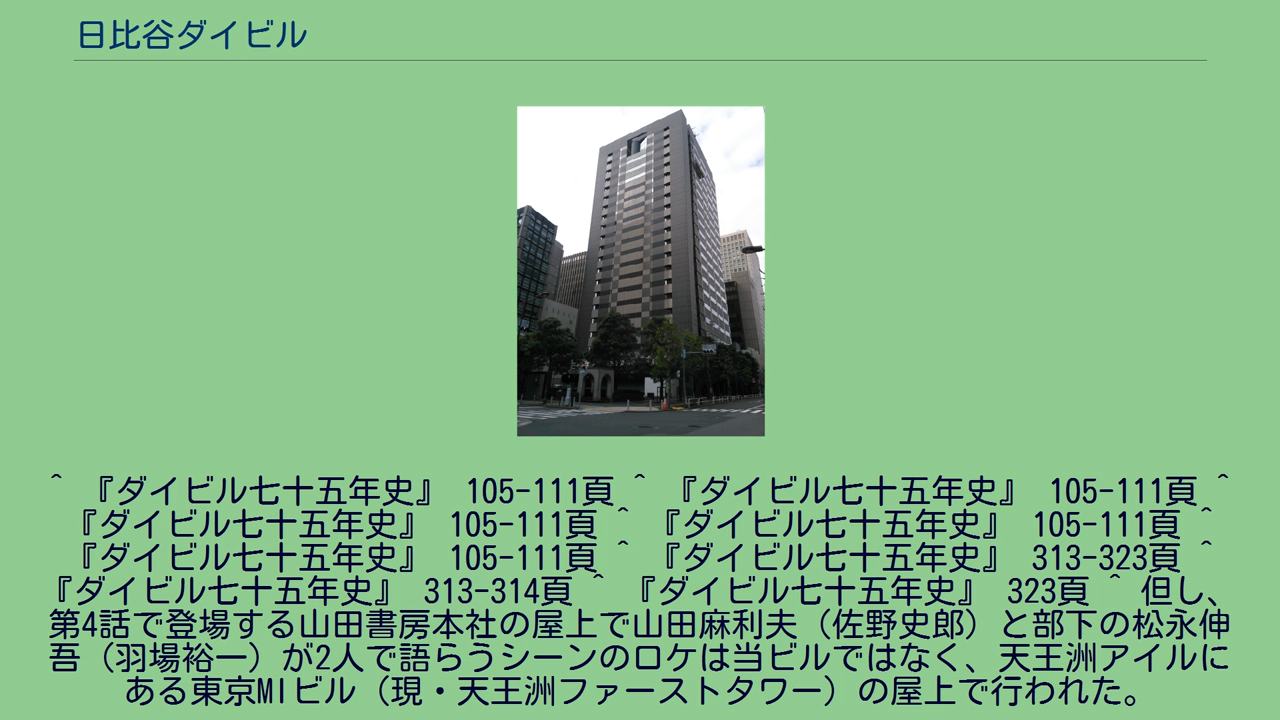 日比谷ダイビル
^ 『ダイビル七十五年史』 105-111頁 ^ 『ダイビル七十五年史』 105-111頁 ^
『ダイビル七十五年史』 105-111頁 ^ 『ダイビル七十五年史』 105-111頁 ^
『ダイビル七十五年史』 105-111頁 ^ 『ダイビル七十五年史』 313-323頁 ^
『ダイビル七十五年史』 313-314頁 ^ 『ダイビル七十五年史』 323頁 ^ 但し、
第4話で登場する山田書房本社の屋上で山田麻利夫（佐野史郎）と部下の松永伸
吾（羽場裕一）が2人で語らうシーンのロケは当ビルではなく、天王洲アイルに
ある東京MIビル（現・天王洲ファーストタワー）の屋上で行われた。